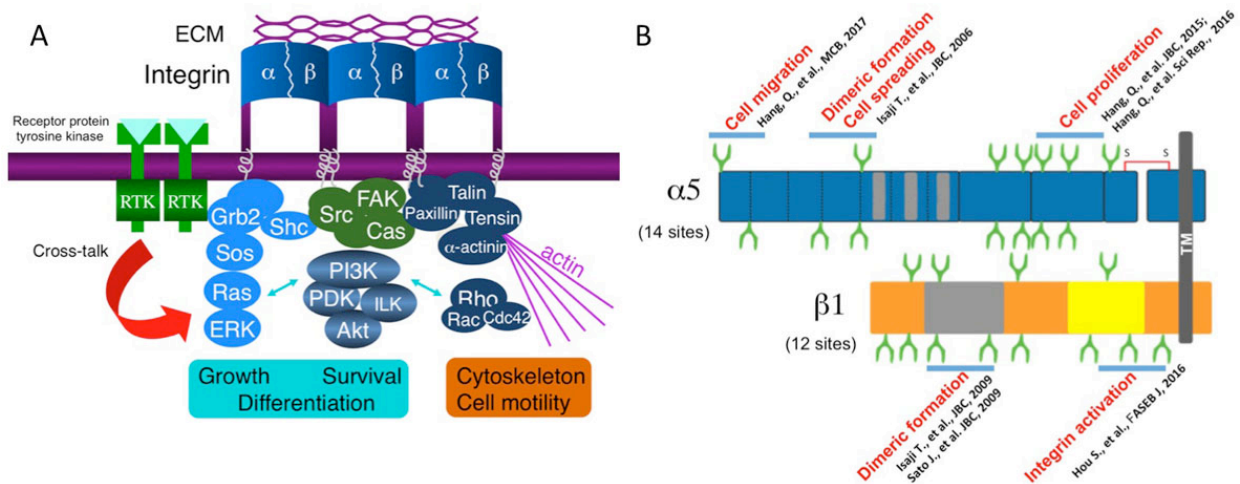 A
ECM
Integrin
α β α β α β
Receptor protein
tyrosine kinase
RTK RTK
Cross-talk
Grb2
Shc
Sos
Ras
ERK
FAK
Src
Cas
Talin
Paxillin
Tensin
α-actinin
actin
PI3K
PDK
ILK
Akt
Rho
Rac
Cdc42
Growth Survival
Differentiation
Cytoskeleton
Cell motility
B
Cell migration
Hang, Q., et al., MCB, 2017
Dimeric formation
Cell spreading
Isaji T., et al., JBC, 2006
Cell proliferation
Hang, Q., et al. JBC 2015;
Hang, Q., et al. Sci Rep., 2016
S S
α5
(14 sites)
TM
β1
(12 sites)
Dimeric formation
Isaji T., et al., JBC, 2009
Sato J., et al. JBC, 2009
Integrin activation
Hou S., et al., FASEB J, 2016